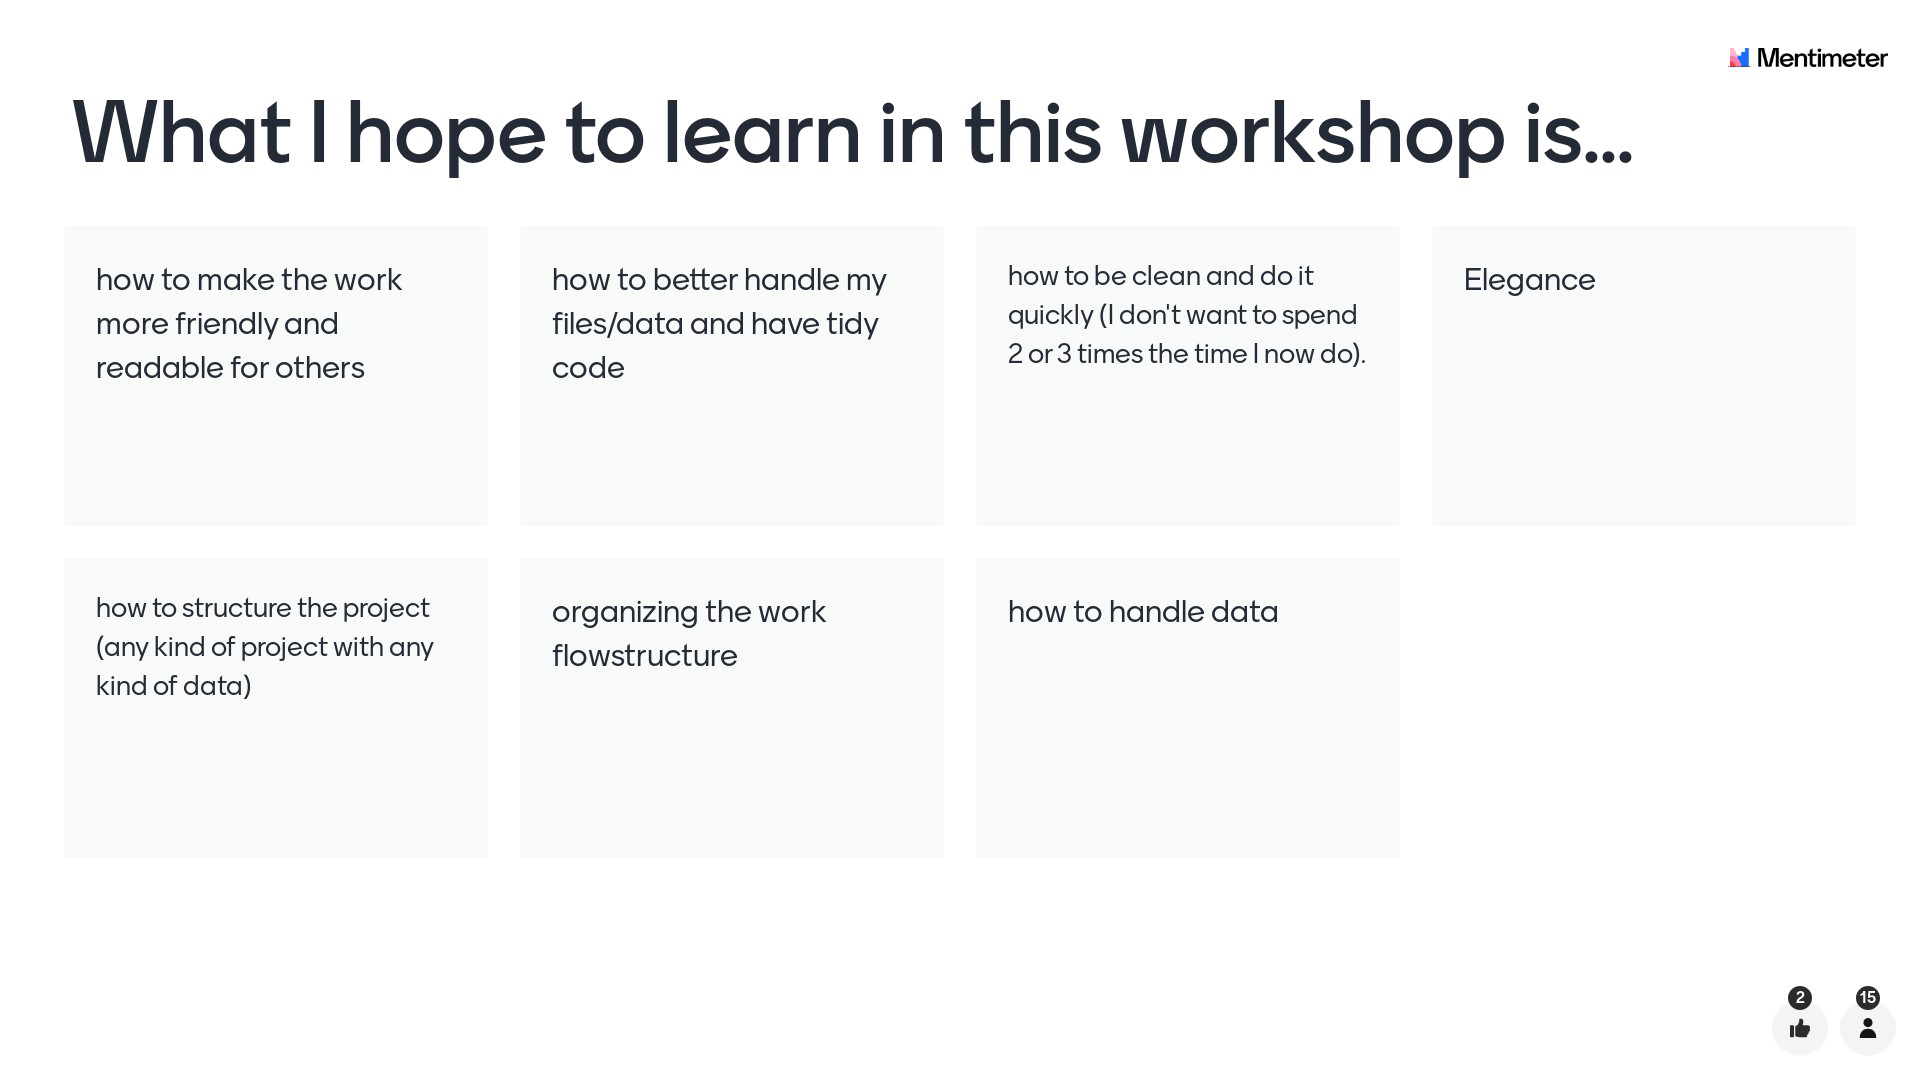 Mentimeter
What I hope to learn in this workshop is...
how to make the work
more friendly and
readable for others
how to better handle my
files/data and have tidy
code
how to be clean and do it
quickly (I don't want to spend
2 or 3 times the time I now do).
Elegance
how to structure the project
(any kind of project with any
kind of data)
organizing the work
flowstructure
how to handle data
2
15